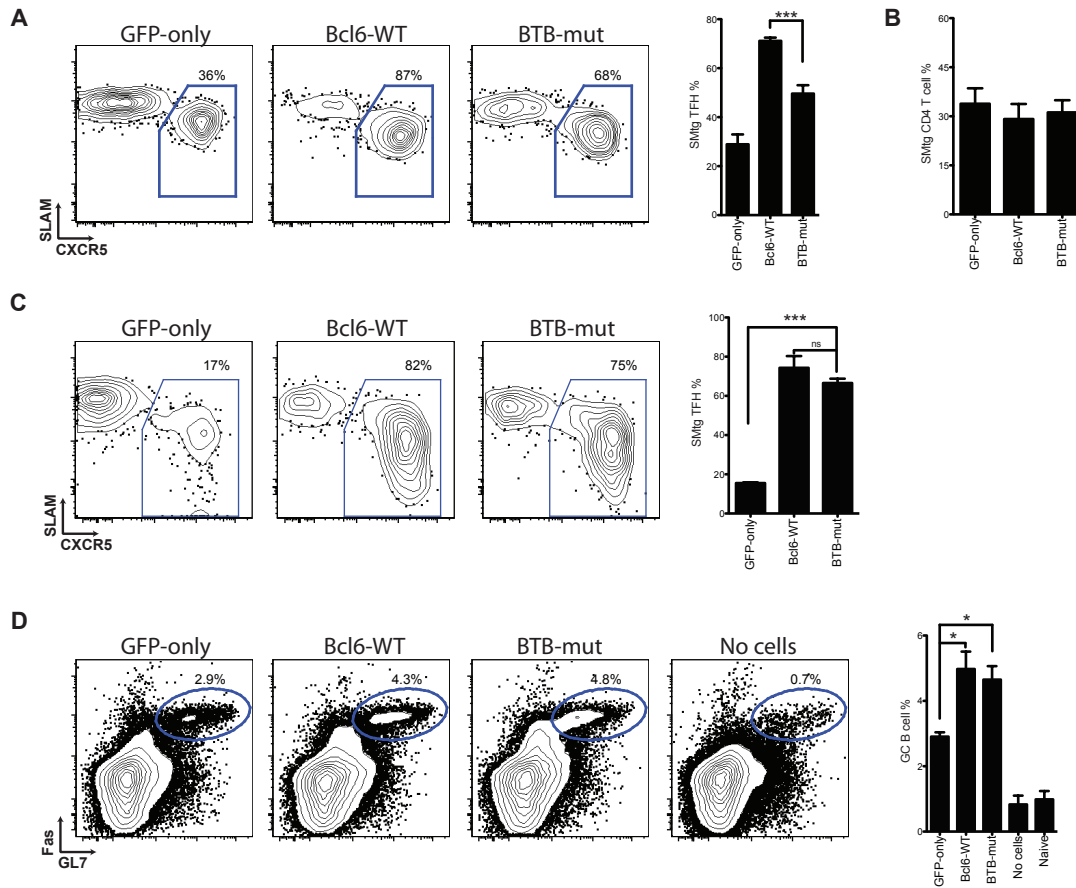 A
B
GFP-only
Bcl6-WT
BTB-mut
36%
87%
68%
SLAM
CXCR5
***
80
60
40
20
0
SMtg TFH %
GFP-only
Bcl6-WT
BTB-mut
60
45
30
15
0
SMtg CD4 T cell %
GFP-only
Bcl6-WT
BTB-mut
C
GFP-only
Bcl6-WT
BTB-mut
17%
82%
75%
SLAM
CXCR5
***
ns
100
80
60
40
20
0
SMtg TFH %
GFP-only
Bcl6-WT
BTB-mut
D
GFP-only
Bcl6-WT
BTB-mut
No cells
2.9%
4.3%
4.8%
0.7%
Fas
GL7
*
*
6
4
2
0
GC B cell %
GFP-only
Bcl6-WT
BTB-mut
No cells
Naive